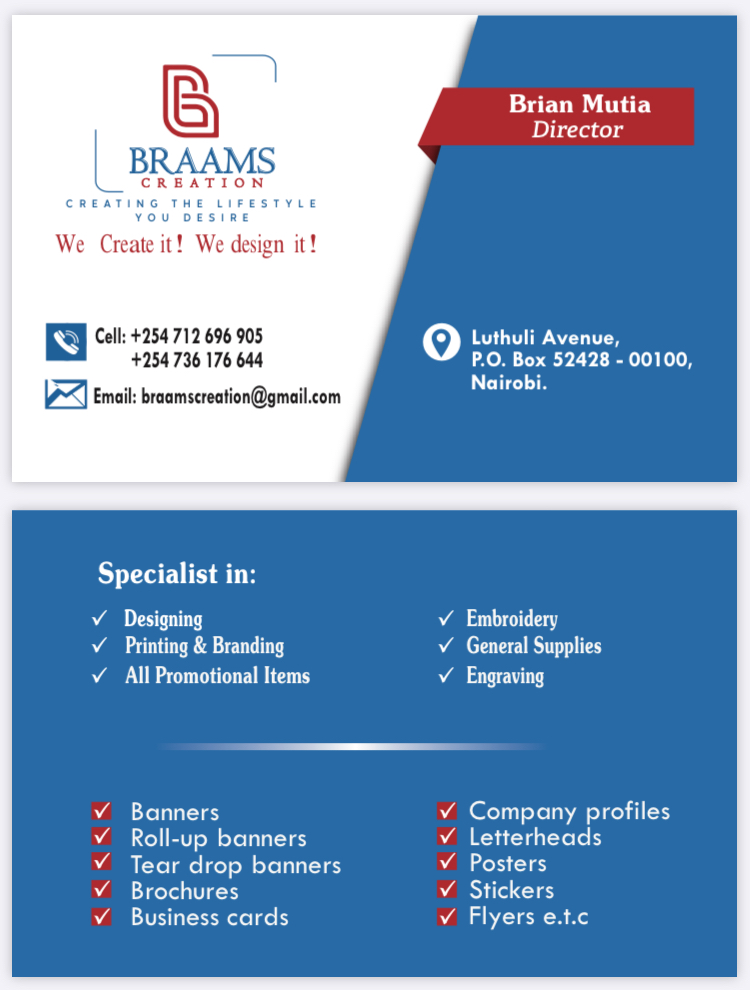 BRAAMS
CREATION
CREATING THE LIFESTYLE
YOU DESIRE
We Create it! We design it!
Brian Mutia
Director
Cell: +254 712 696 905
+254 736 176 644
Email: braamscreation@gmail.com
Luthuli Avenue,
P.O. Box 52428 - 00100,
Nairobi.
Specialist in:
✓ Designing
✓ Printing & Branding
✓ All Promotional Items
✓ Embroidery
✓ General Supplies
✓ Engraving
✓ Banners
✓ Roll-up banners
✓ Tear drop banners
✓ Brochures
✓ Business cards
✓ Company profiles
✓ Letterheads
✓ Posters
✓ Stickers
✓ Flyers e.t.c